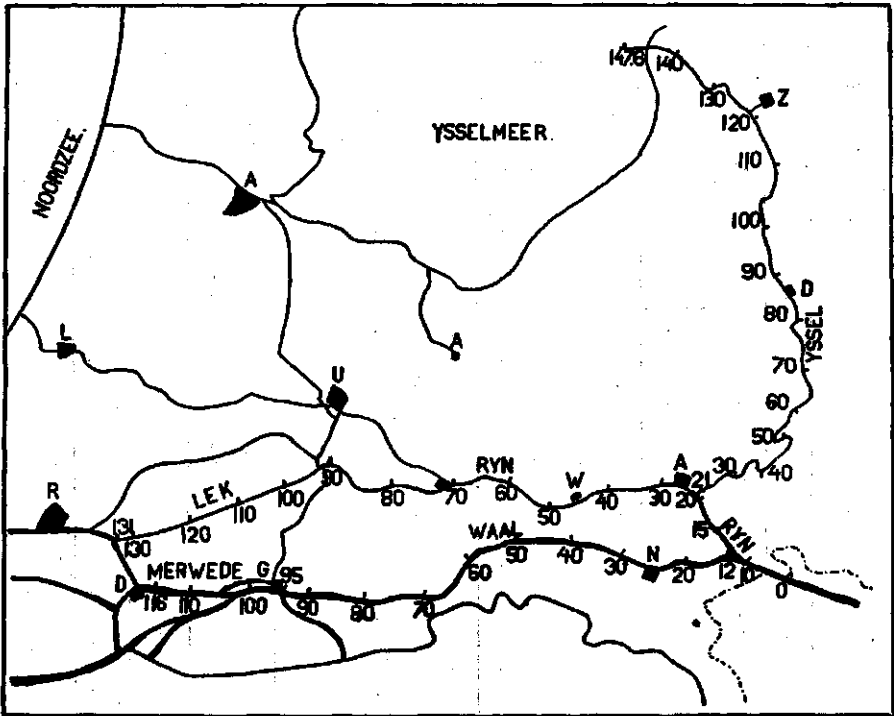 147.8
140
130
Z
120
YSSELMEER.
NOORDZEE.
110
A
100
90
D
80
YSSEL
L
A
70
U
60
50
40
30
RYN
LEK
90
80
70
60
50
W
40
30
A
20
21
100
110
120
130
131
R
15
RYN
WAAL
MERWEDE
G
95
D
116
110
100
90
80
70
60
50
40
30
N
20
12
10
0